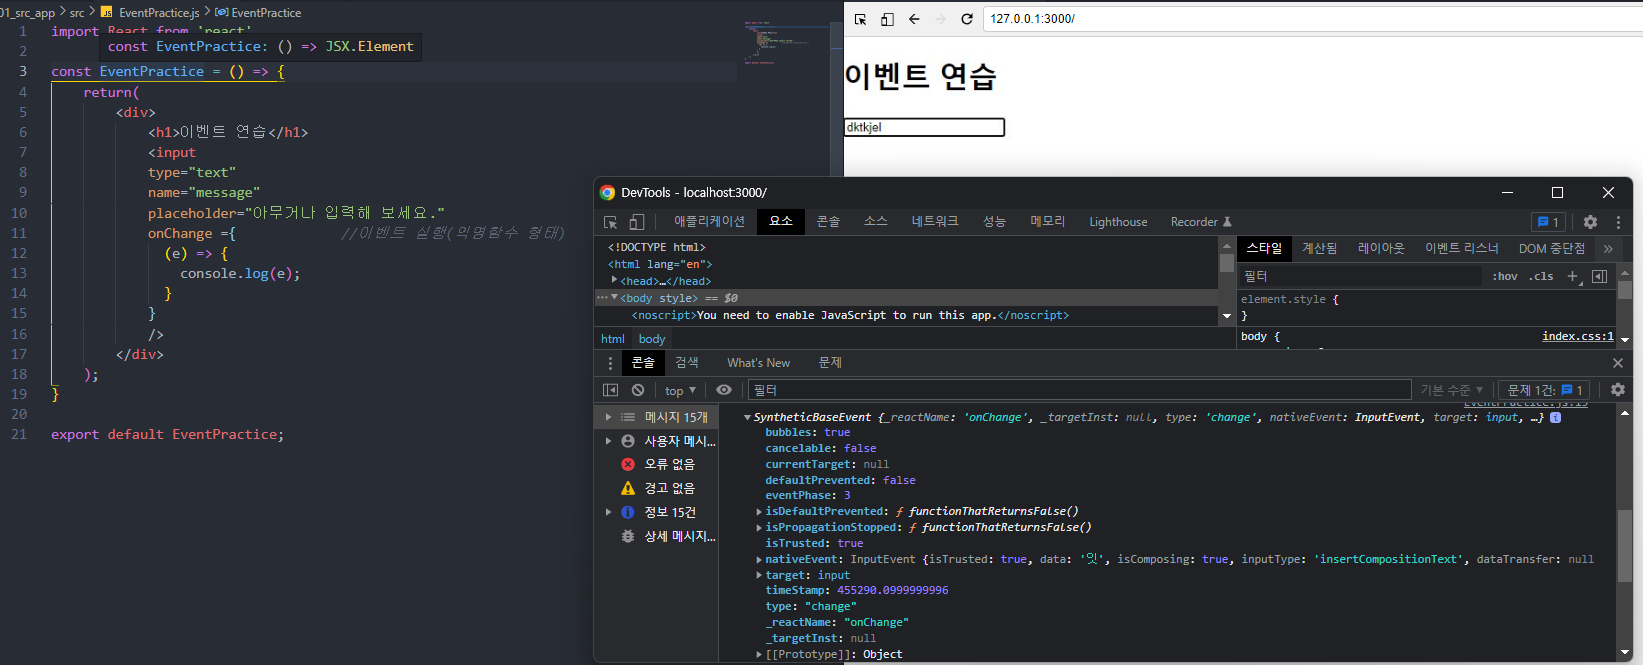 01_src_app > src > JS EventPractice.js > EventPractice
1 import React from 'react'
const EventPractice: () => JSX.Element
2
3 const EventPractice = () => {
4 return(
5 <div>
6 <h1>이벤트 연습</h1>
7 <input
8 type="text"
9 name="message"
10 placeholder="아무거나 입력해 보세요."
11 onChange ={ //이벤트 실행(익명함수 형태)
12 (e) => {
13 console.log(e);
14 }
15 }
16 />
17 </div>
18 );
19 }
20
21 export default EventPractice;
127.0.0.1:3000/
이벤트 연습
dktkjel
DevTools - localhost:3000/
애플리케이션 요소 콘솔 소스 네트워크 성능 메모리 Lighthouse Recorder 1
<!DOCTYPE html>
<html lang="en">
<head>…</head>
<body style> == $0
<noscript>You need to enable JavaScript to run this app.</noscript>
html body
스타일 계산됨 레이아웃 이벤트 리스너 DOM 중단점 »
필터 :hov .cls +
element.style {
}
body { index.css:1
콘솔 검색 What's New 문제
top ▼ 필터 기본 수준 ▼ 문제 1건: 1
메시지 15개
사용자 메시...
오류 없음
경고 없음
정보 15건
상세 메시지...
EventPractice.js:13
SyntheticBaseEvent {_reactName: 'onChange', _targetInst: null, type: 'change', nativeEvent: InputEvent, target: input, …}
bubbles: true
cancelable: false
currentTarget: null
defaultPrevented: false
eventPhase: 3
isDefaultPrevented: ƒ functionThatReturnsFalse()
isPropagationStopped: ƒ functionThatReturnsFalse()
isTrusted: true
nativeEvent: InputEvent {isTrusted: true, data: '잇', isComposing: true, inputType: 'insertCompositionText', dataTransfer: null
target: input
timeStamp: 455290.0999999996
type: "change"
_reactName: "onChange"
_targetInst: null
[[Prototype]]: Object